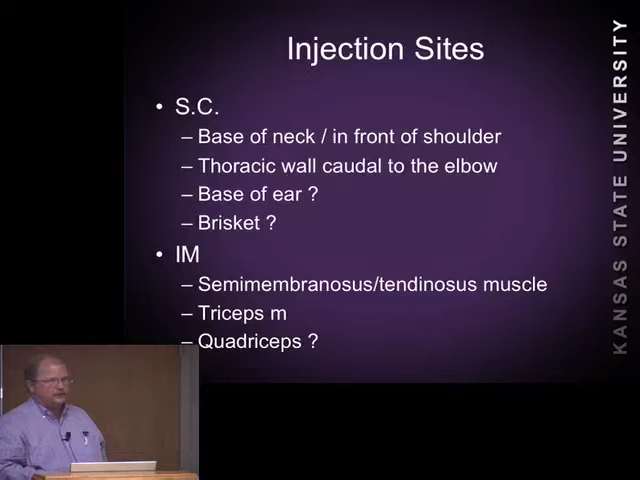 Injection Sites
• S.C.
– Base of neck / in front of shoulder
– Thoracic wall caudal to the elbow
– Base of ear ?
– Brisket ?
• IM
– Semimembranosus/tendinosus muscle
– Triceps m
– Quadriceps ?
KANSAS STATE UNIVERSITY